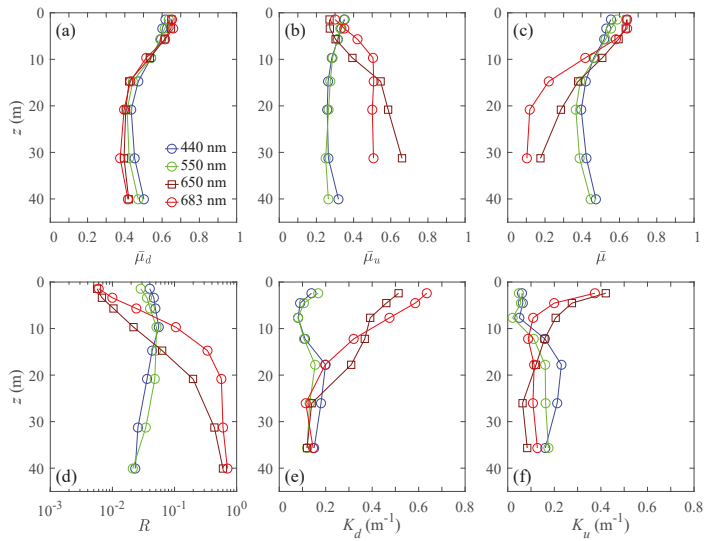 (a)
(b)
(c)
0
10
20
30
40
z (m)
440 nm
550 nm
650 nm
683 nm
0 0.2 0.4 0.6 0.8 1
0 0.2 0.4 0.6 0.8 1
0 0.2 0.4 0.6 0.8 1
μ̄d
μ̄u
μ̄
0
10
20
30
40
z (m)
(d)
(e)
(f)
10⁻³ 10⁻² 10⁻¹ 10⁰
0 0.2 0.4 0.6 0.8
0 0.2 0.4 0.6 0.8
R
Kd (m⁻¹)
Ku (m⁻¹)